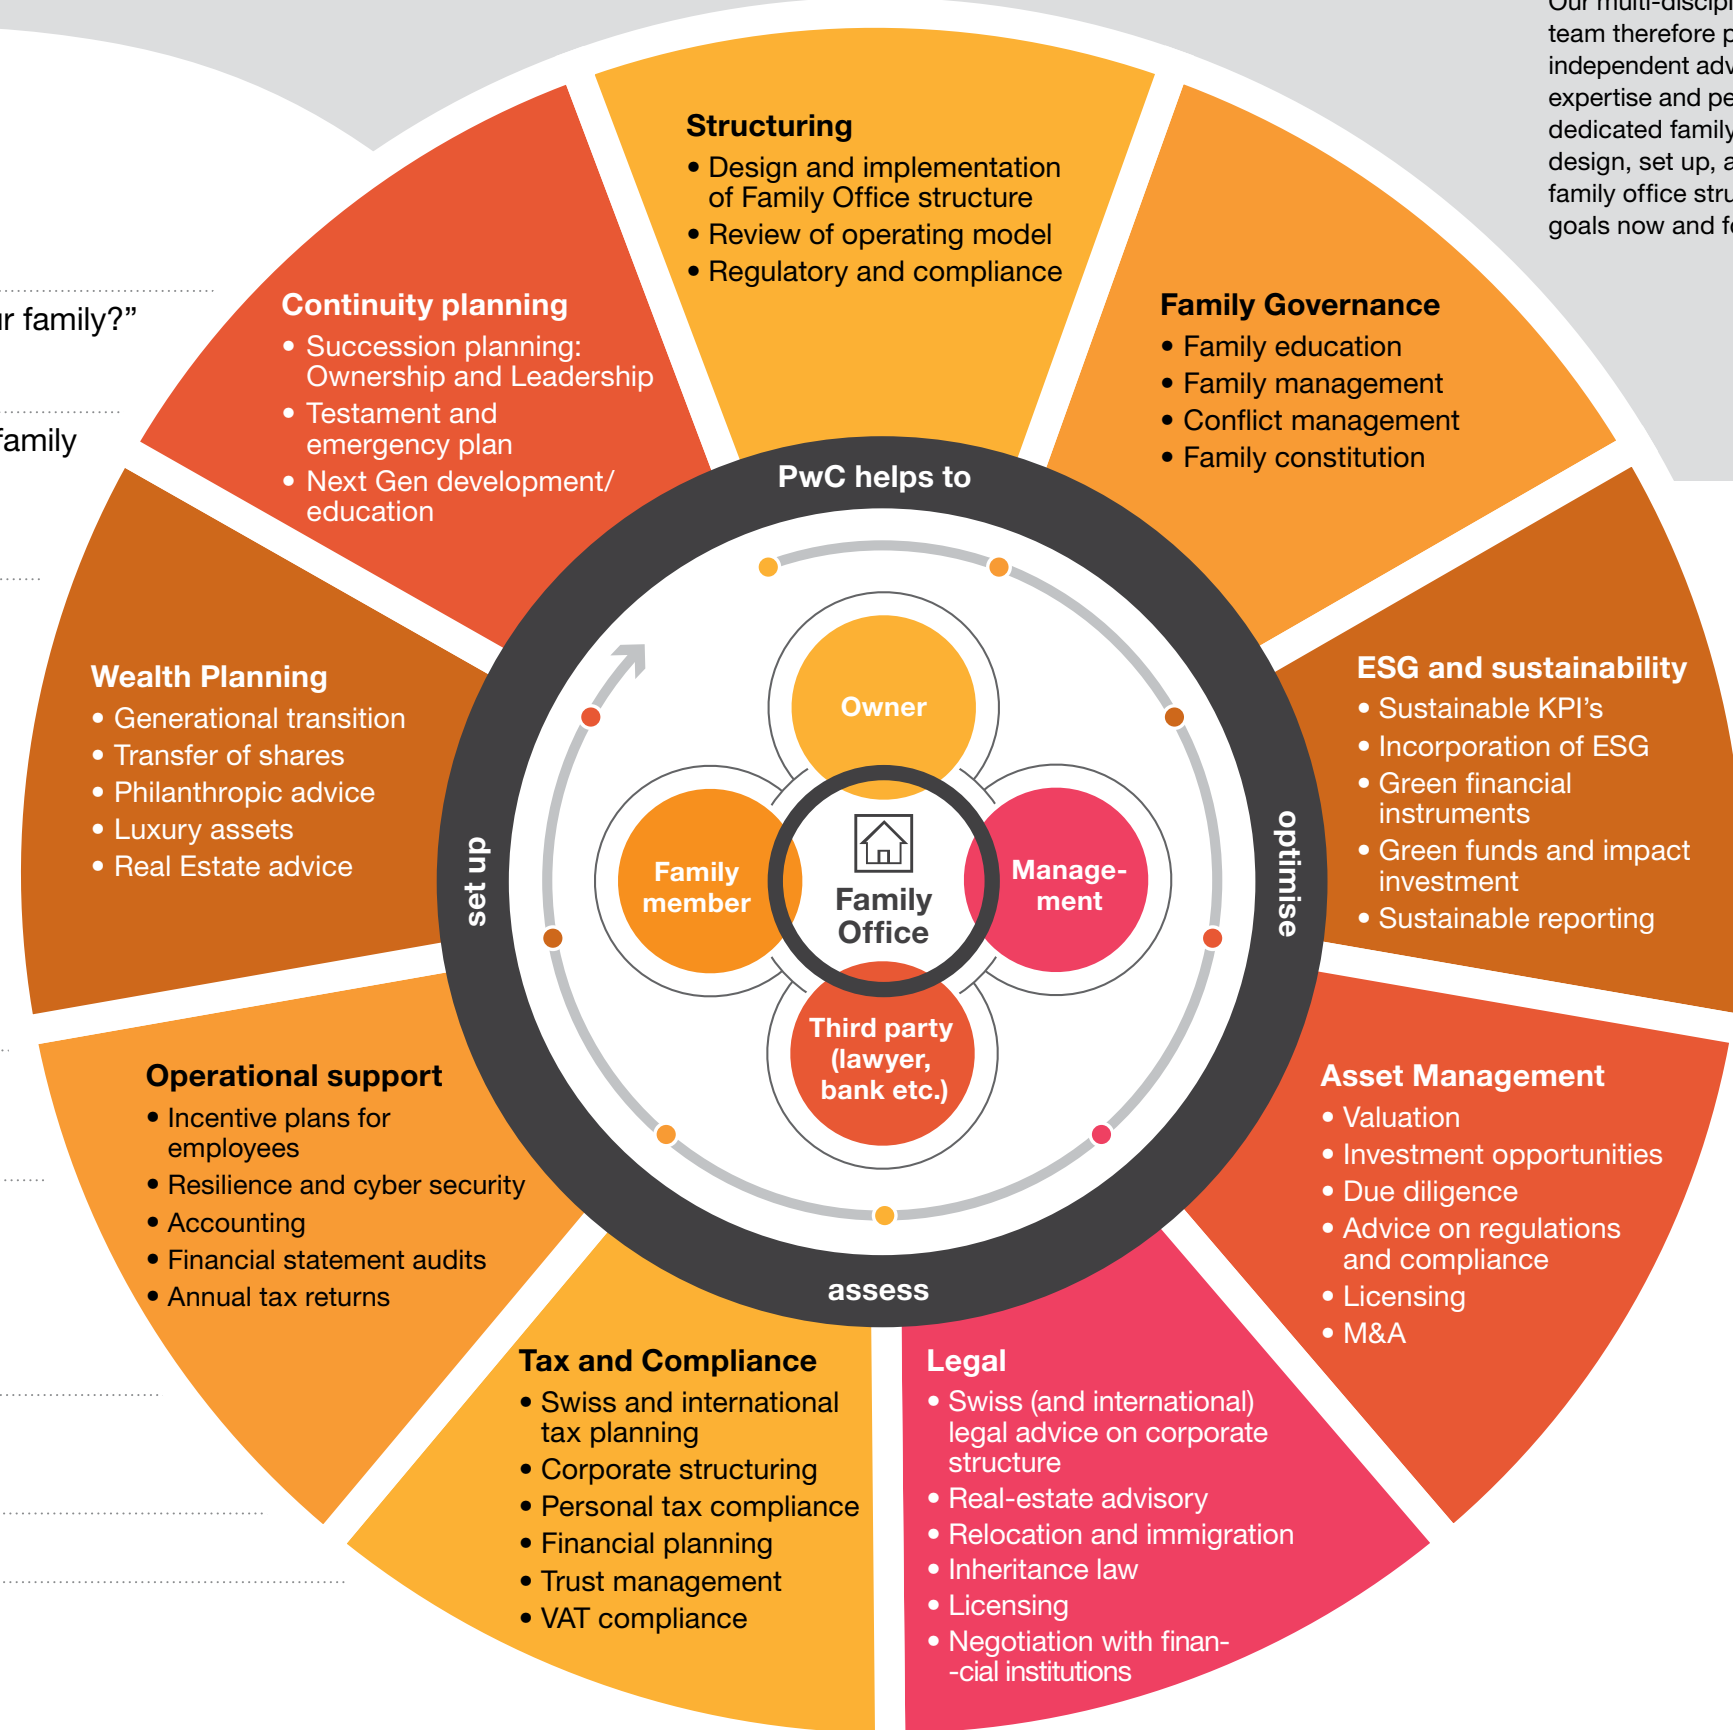 Our multi-discipl
team therefore p
independent adv
expertise and pe
dedicated family
design, set up, a
family office stru
goals now and fo
ur family?”
family
Structuring
• Design and implementation
of Family Office structure
• Review of operating model
• Regulatory and compliance
Family Governance
• Family education
• Family management
• Conflict management
• Family constitution
ESG and sustainability
• Sustainable KPI's
• Incorporation of ESG
• Green financial
instruments
• Green funds and impact
investment
• Sustainable reporting
Asset Management
• Valuation
• Investment opportunities
• Due diligence
• Advice on regulations
and compliance
• Licensing
• M&A
Legal
• Swiss (and international)
legal advice on corporate
structure
• Real-estate advisory
• Relocation and immigration
• Inheritance law
• Licensing
• Negotiation with finan-
-cial institutions
Tax and Compliance
• Swiss and international
tax planning
• Corporate structuring
• Personal tax compliance
• Financial planning
• Trust management
• VAT compliance
Operational support
• Incentive plans for
employees
• Resilience and cyber security
• Accounting
• Financial statement audits
• Annual tax returns
Wealth Planning
• Generational transition
• Transfer of shares
• Philanthropic advice
• Luxury assets
• Real Estate advice
Continuity planning
• Succession planning:
Ownership and Leadership
• Testament and
emergency plan
• Next Gen development/
education
PwC helps to
optimise
assess
set up
Owner
Manage-
ment
Third party
(lawyer,
bank etc.)
Family
member
Family
Office